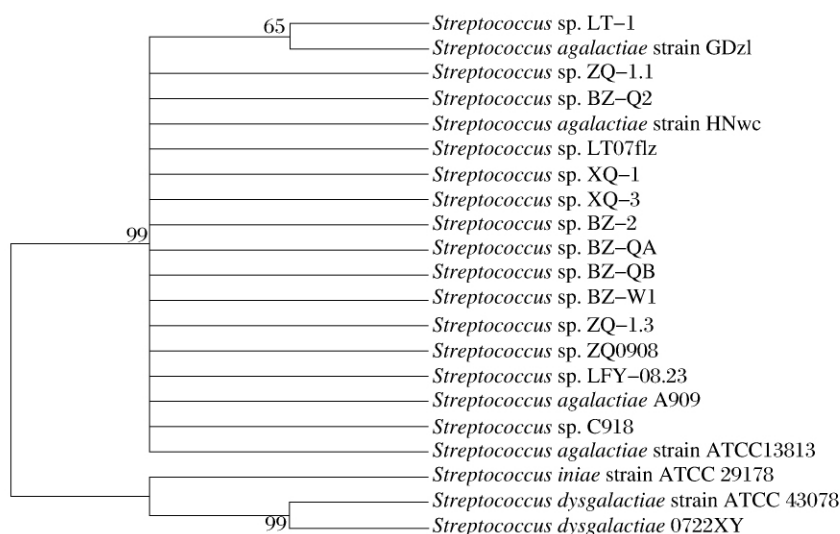 65
Streptococcus sp. LT-1
Streptococcus agalactiae strain GDzl
Streptococcus sp. ZQ-1.1
Streptococcus sp. BZ-Q2
Streptococcus agalactiae strain HNwc
Streptococcus sp. LT07flz
Streptococcus sp. XQ-1
Streptococcus sp. XQ-3
Streptococcus sp. BZ-2
99
Streptococcus sp. BZ-QA
Streptococcus sp. BZ-QB
Streptococcus sp. BZ-W1
Streptococcus sp. ZQ-1.3
Streptococcus sp. ZQ0908
Streptococcus sp. LFY-08.23
Streptococcus agalactiae A909
Streptococcus sp. C918
Streptococcus agalactiae strain ATCC13813
Streptococcus iniae strain ATCC 29178
Streptococcus dysgalactiae strain ATCC 43078
99
Streptococcus dysgalactiae 0722XY